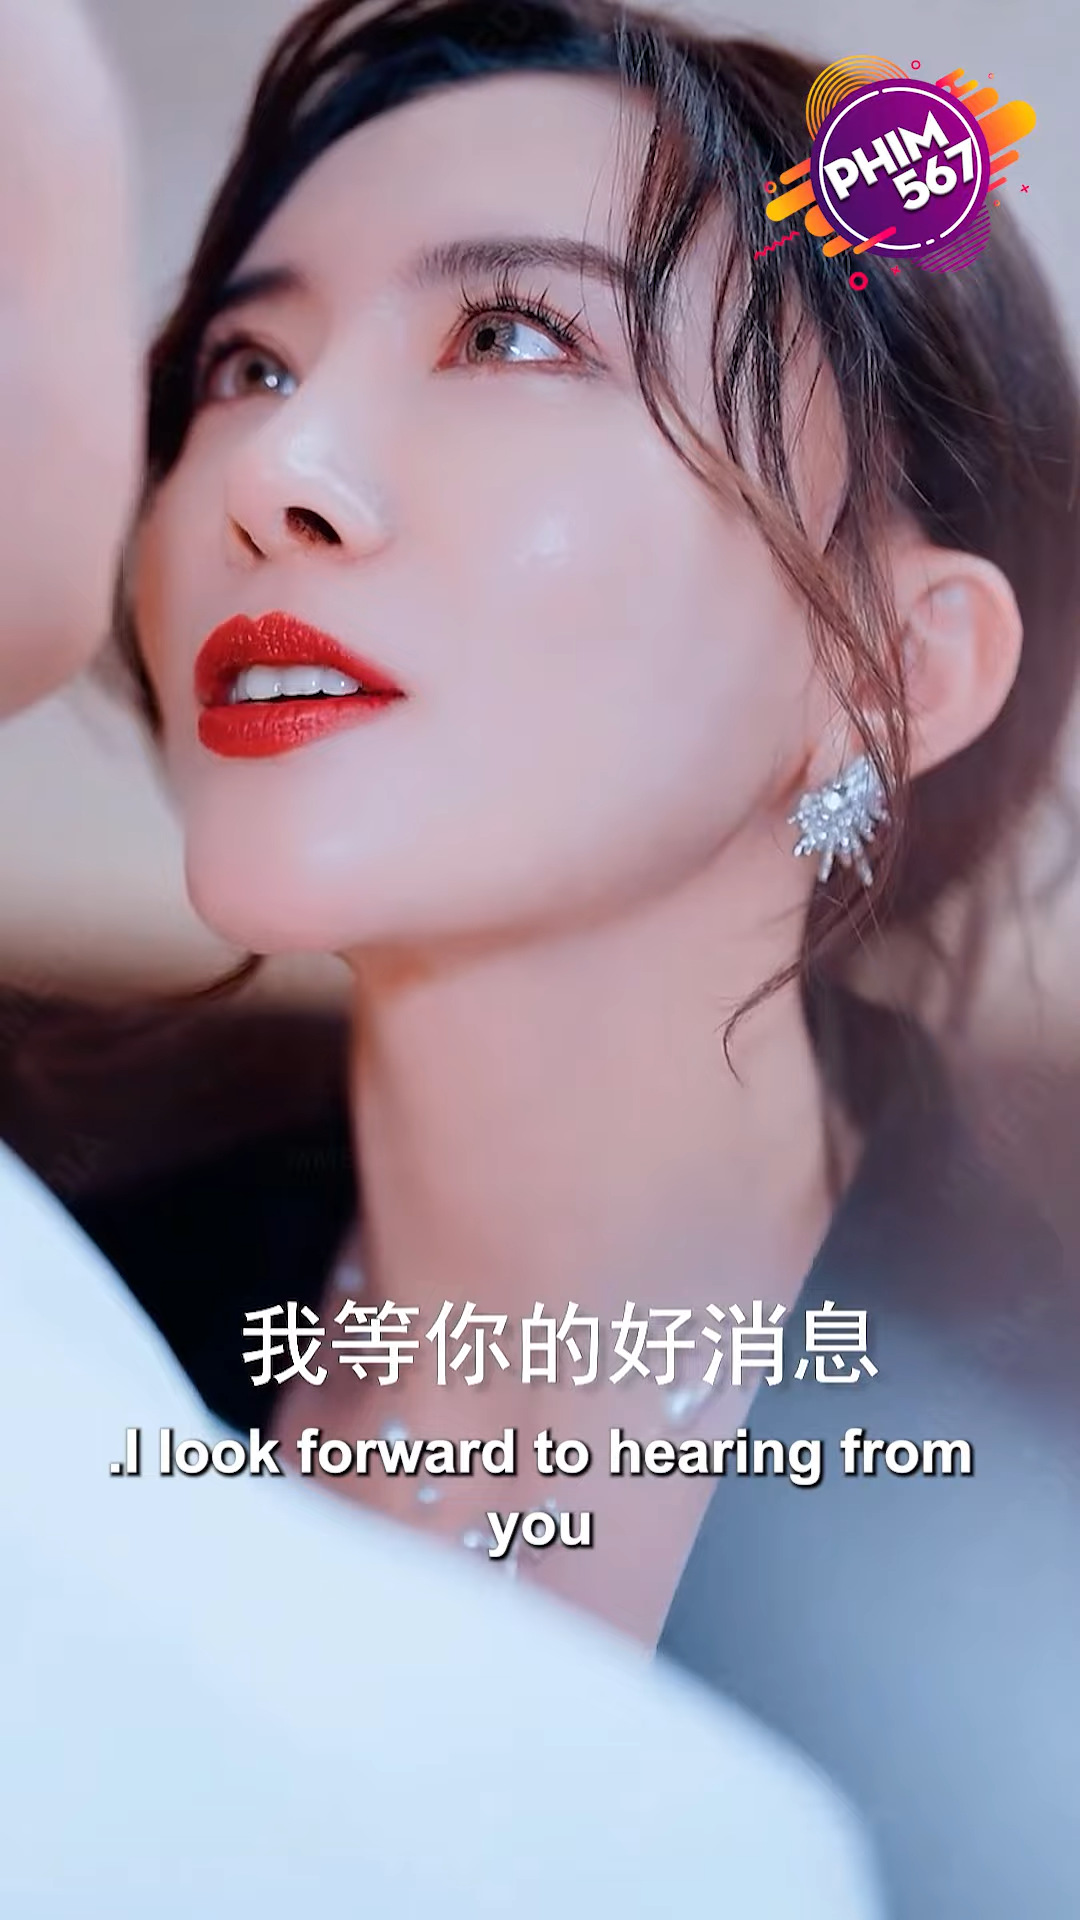 PHIM
567
我等你的好消息
.I look forward to hearing from
you